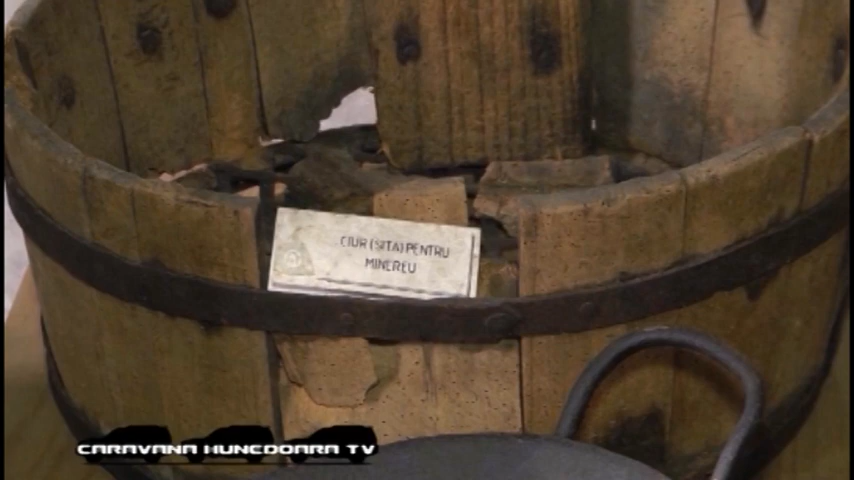 CIUR (SITA) PENTRU
MINEREU
CARAVANA HUNEDOARA TV